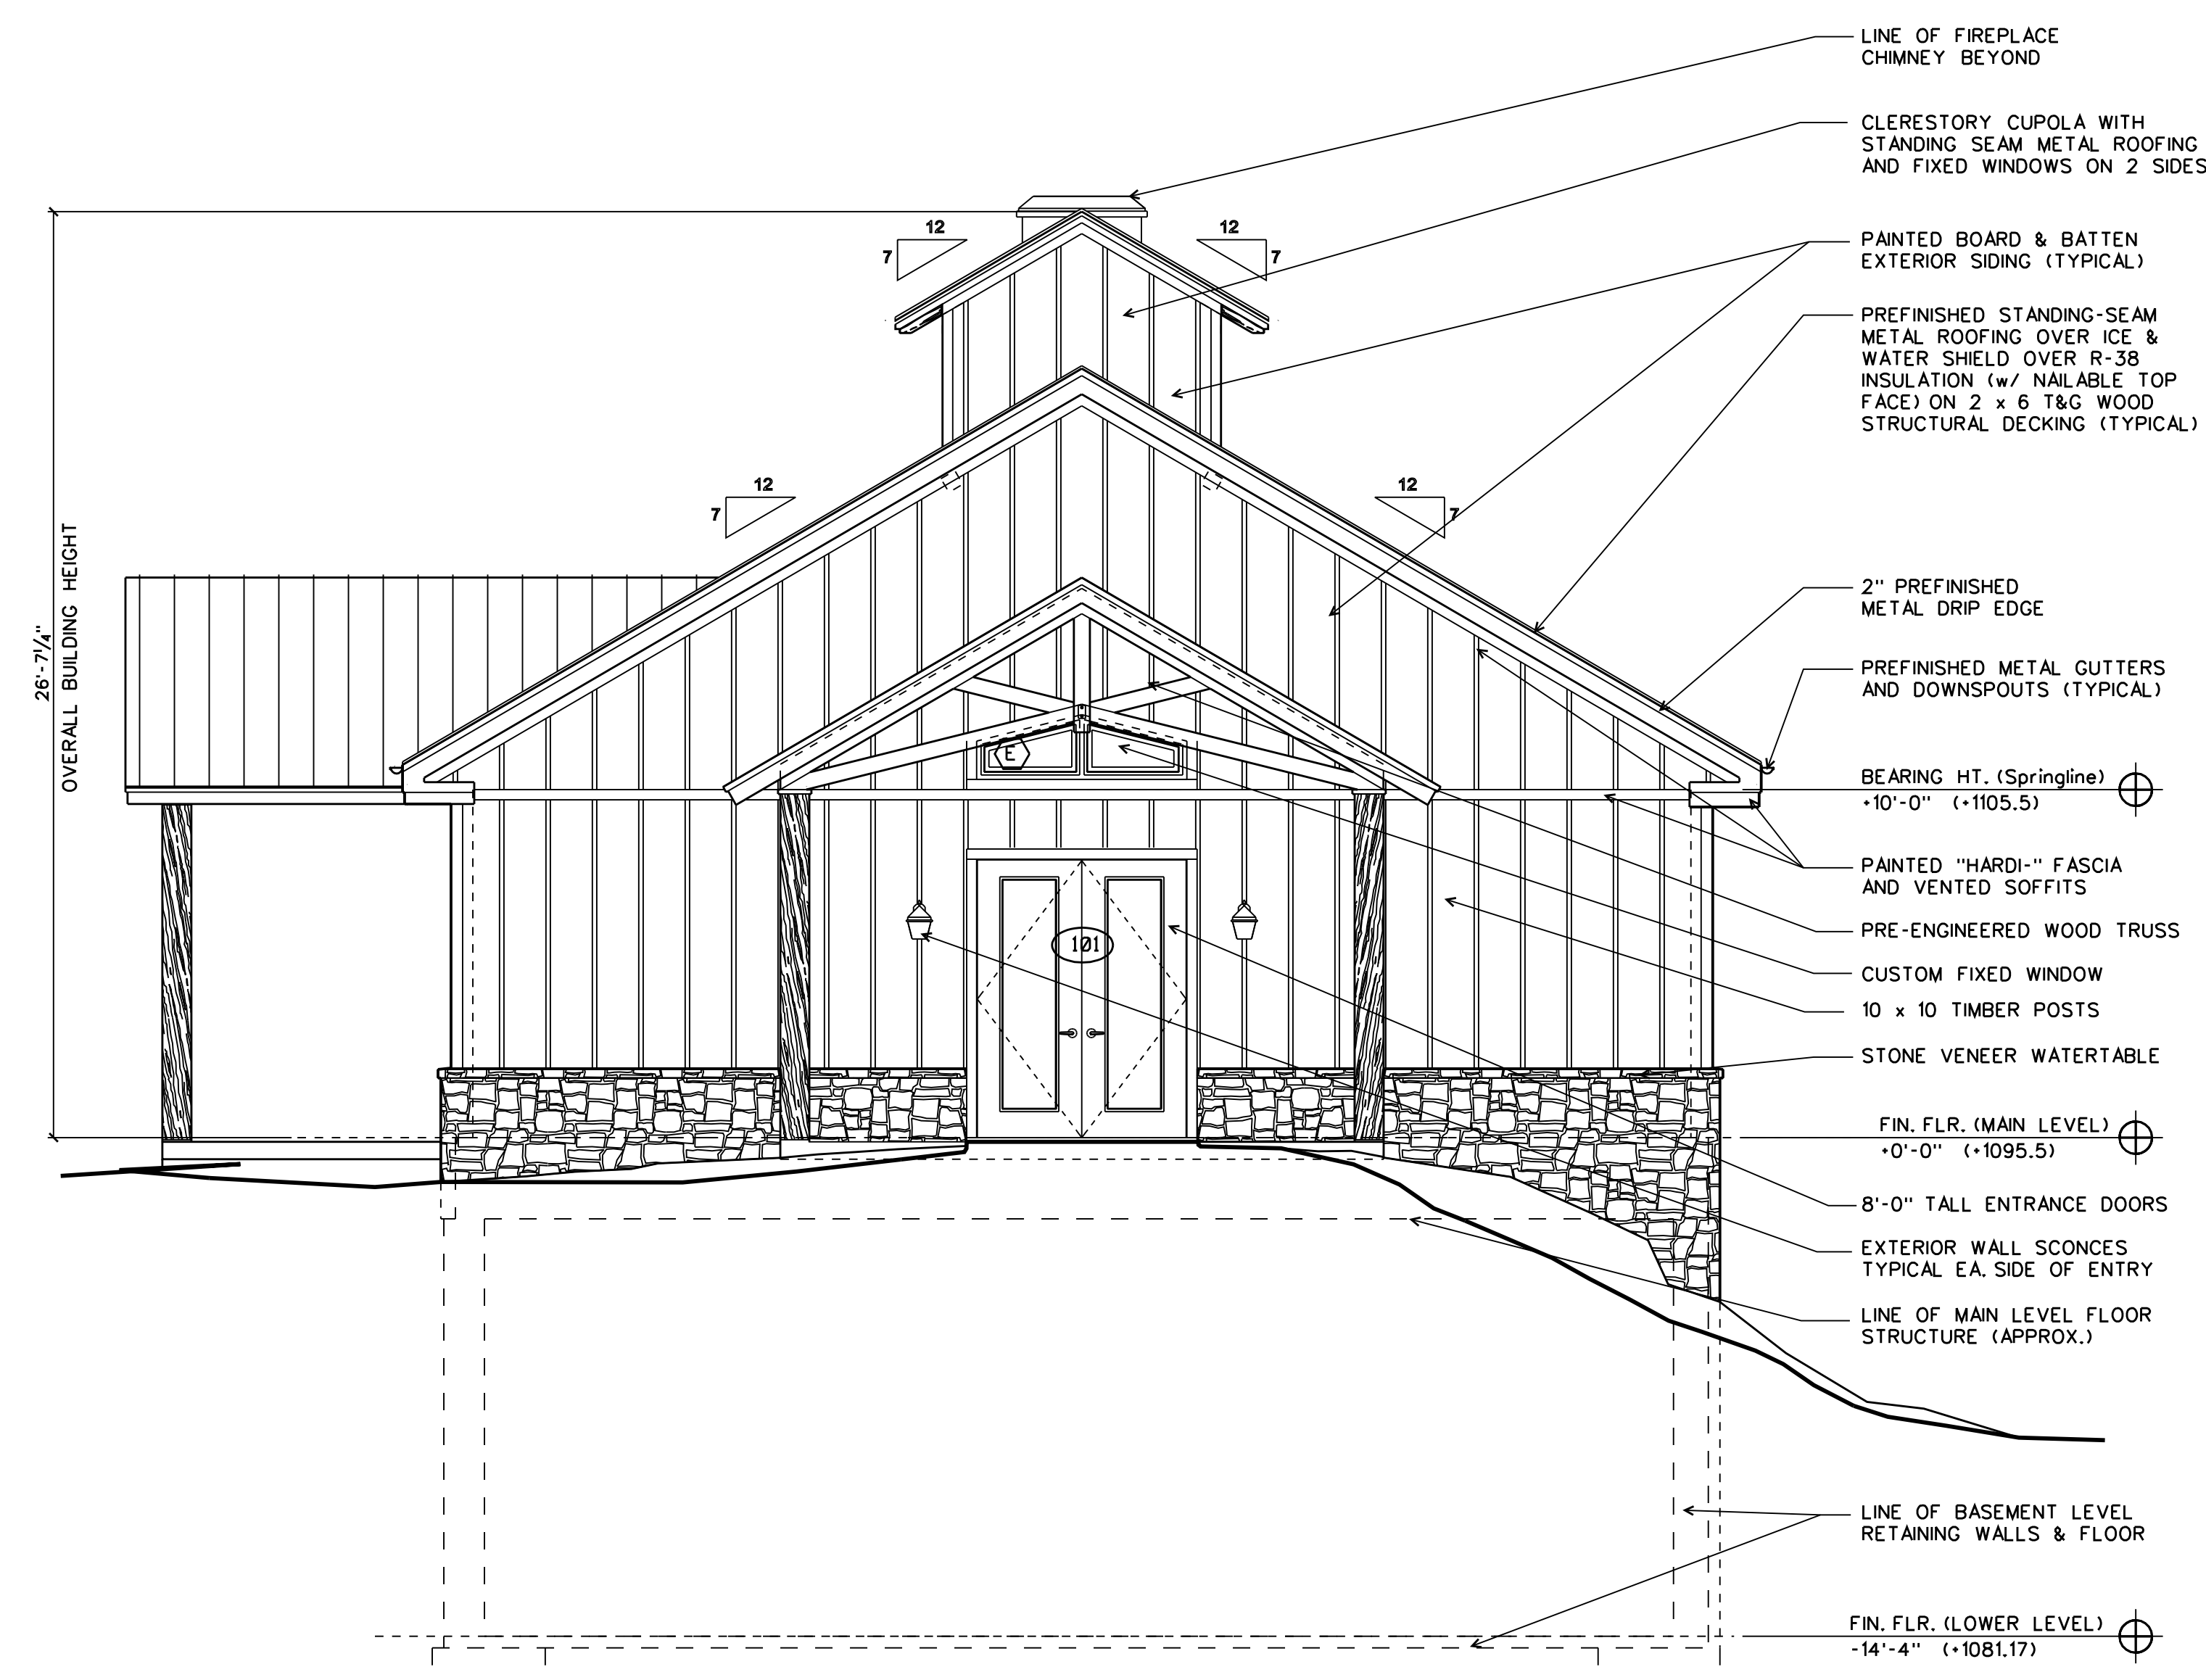 LINE OF FIREPLACE
CHIMNEY BEYOND
CLERESTORY CUPOLA WITH
STANDING SEAM METAL ROOFING
AND FIXED WINDOWS ON 2 SIDES
12
7
12
7
PAINTED BOARD & BATTEN
EXTERIOR SIDING (TYPICAL)
PREFINISHED STANDING-SEAM
METAL ROOFING OVER ICE &
WATER SHIELD OVER R-38
INSULATION (w/ NAILABLE TOP
FACE) ON 2 x 6 T&G WOOD
STRUCTURAL DECKING (TYPICAL)
12
7
12
7
26'-7 1/4"
OVERALL BUILDING HEIGHT
2" PREFINISHED
METAL DRIP EDGE
PREFINISHED METAL GUTTERS
AND DOWNSPOUTS (TYPICAL)
E
BEARING HT. (Springline)
+10'-0" (+1105.5)
PAINTED "HARDI-" FASCIA
AND VENTED SOFFITS
PRE-ENGINEERED WOOD TRUSS
101
CUSTOM FIXED WINDOW
10 x 10 TIMBER POSTS
STONE VENEER WATERTABLE
FIN. FLR. (MAIN LEVEL)
+0'-0" (+1095.5)
8'-0" TALL ENTRANCE DOORS
EXTERIOR WALL SCONCES
TYPICAL EA. SIDE OF ENTRY
LINE OF MAIN LEVEL FLOOR
STRUCTURE (APPROX.)
LINE OF BASEMENT LEVEL
RETAINING WALLS & FLOOR
FIN. FLR. (LOWER LEVEL)
-14'-4" (+1081.17)